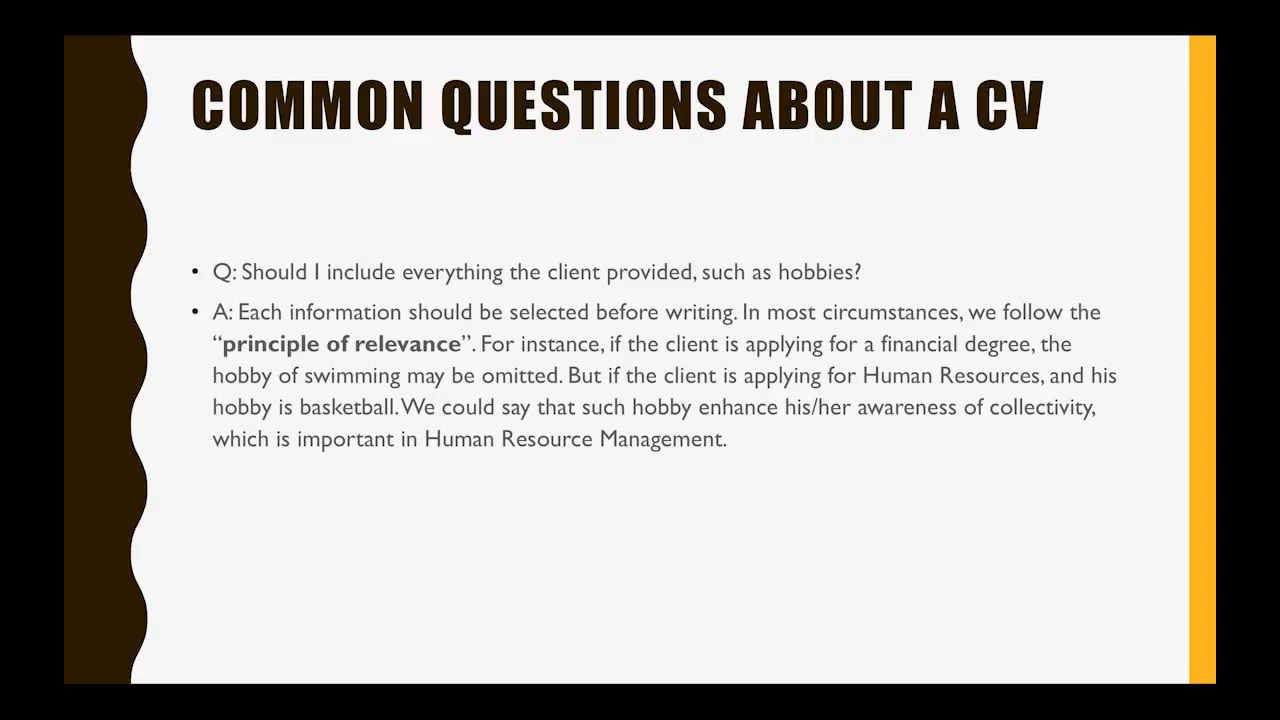 COMMON QUESTIONS ABOUT A CV
• Q: Should I include everything the client provided, such as hobbies?
• A: Each information should be selected before writing. In most circumstances, we follow the
“principle of relevance”. For instance, if the client is applying for a financial degree, the
hobby of swimming may be omitted. But if the client is applying for Human Resources, and his
hobby is basketball. We could say that such hobby enhance his/her awareness of collectivity,
which is important in Human Resource Management.